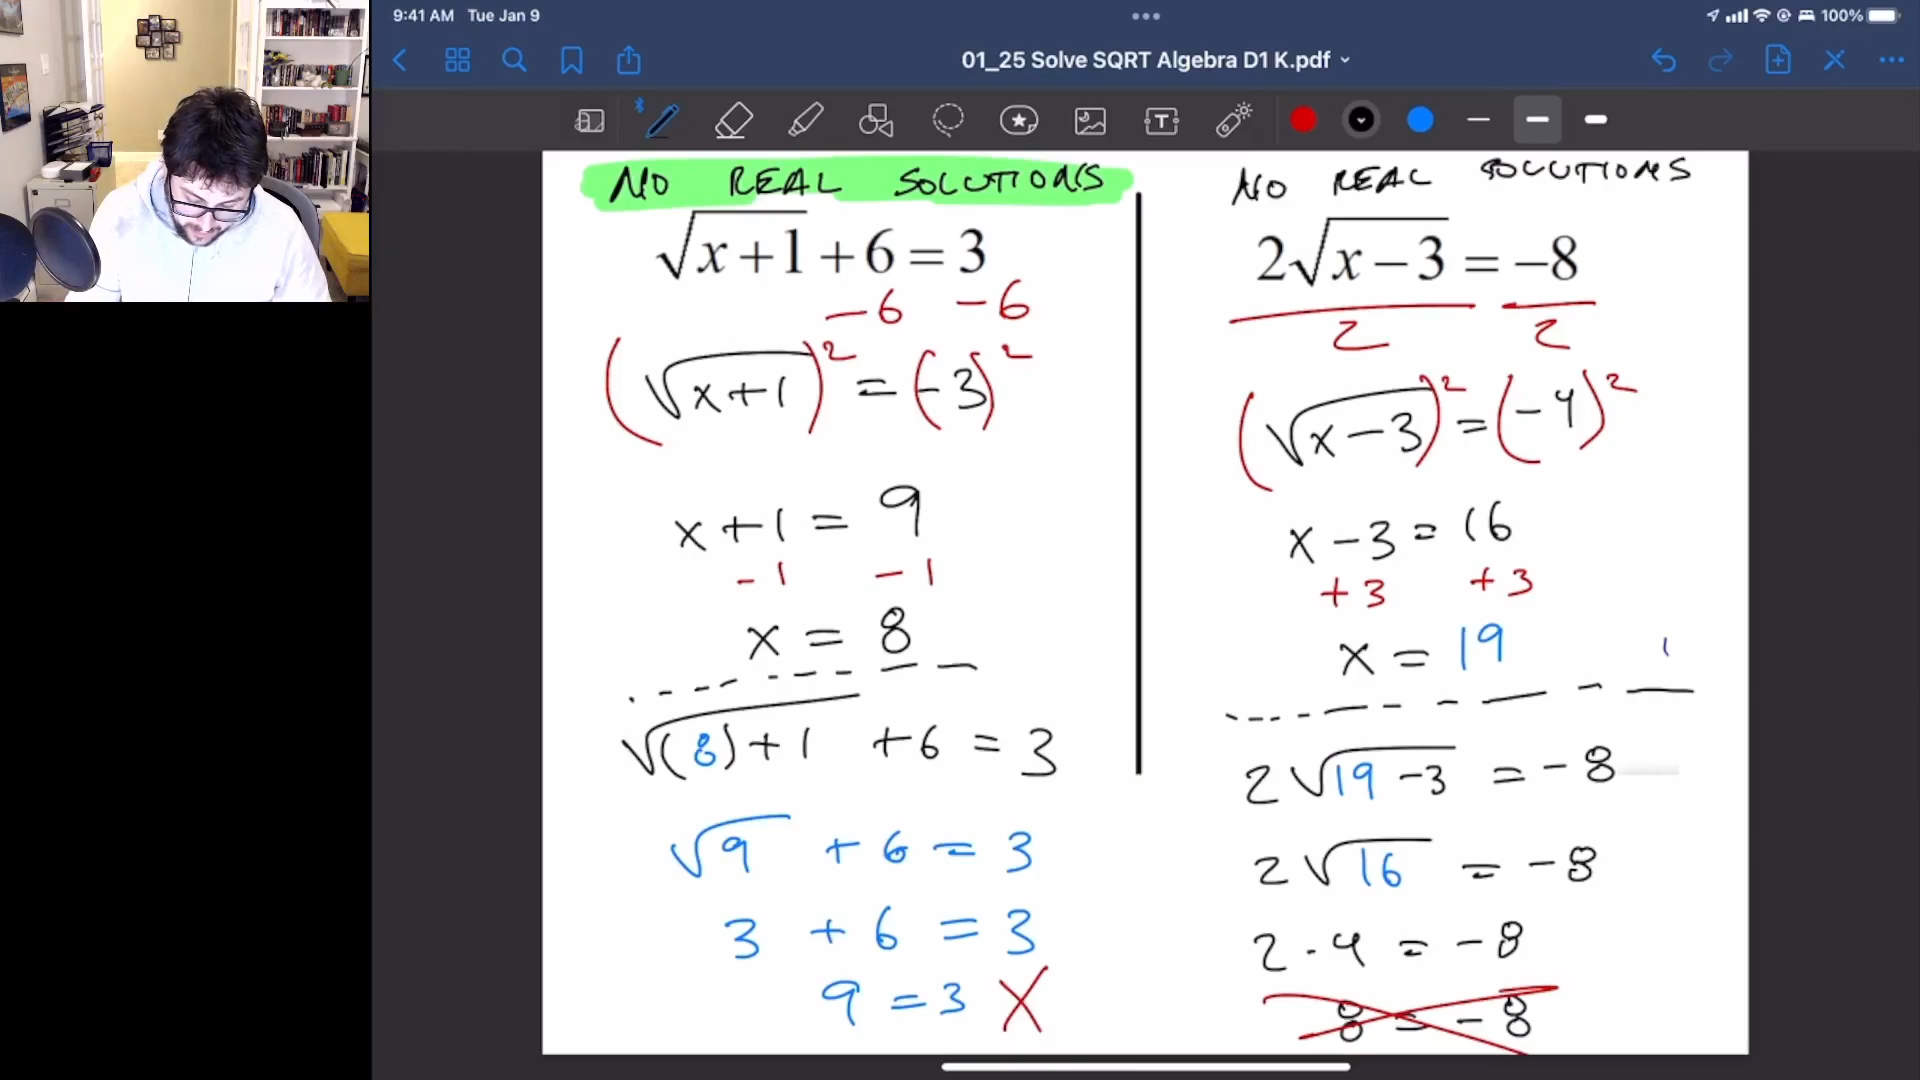 9:41 AM Tue Jan 9
100%
01_25 Solve SQRT Algebra D1 K.pdf
T
NO REAL SOLUTIONS
√x+1 + 6 = 3
-6 -6
(√x+1)² = (-3)²
x+1 = 9
-1 -1
x = 8
√(8)+1 +6 = 3
√9 + 6 = 3
3 + 6 = 3
9 = 3 X
NO REAL SOLUTIONS
2√x−3 = −8
2 2
(√x-3)² = (-4)²
x-3 = 16
+3 +3
x = 19
2√19-3 = -8
2√16 = -8
2·4 = -8
8 = -8